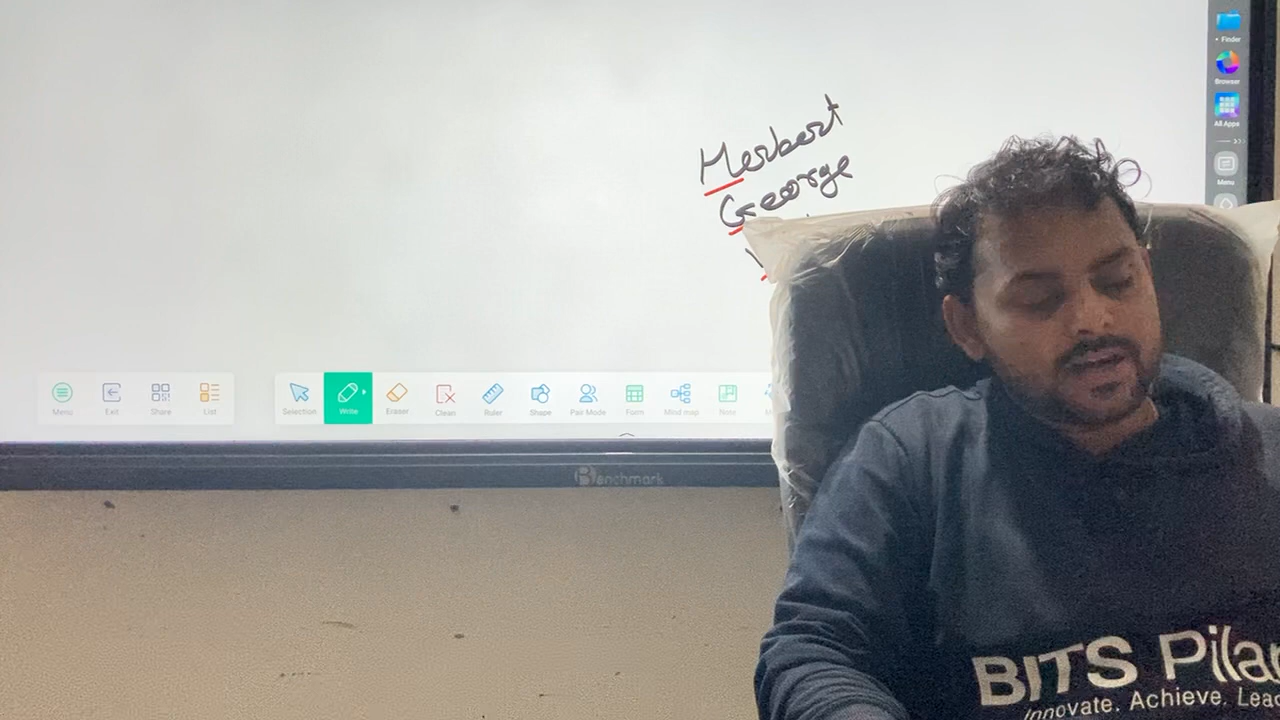 Finder
Browser
All Apps
Menu
Herbert
George
Menu
Exit
Share
List
Selection
Write
Eraser
Clean
Ruler
Shape
Pair Mode
Form
Mind map
Note
Benchmark
BITS Pilan
Innovate. Achieve. Lead